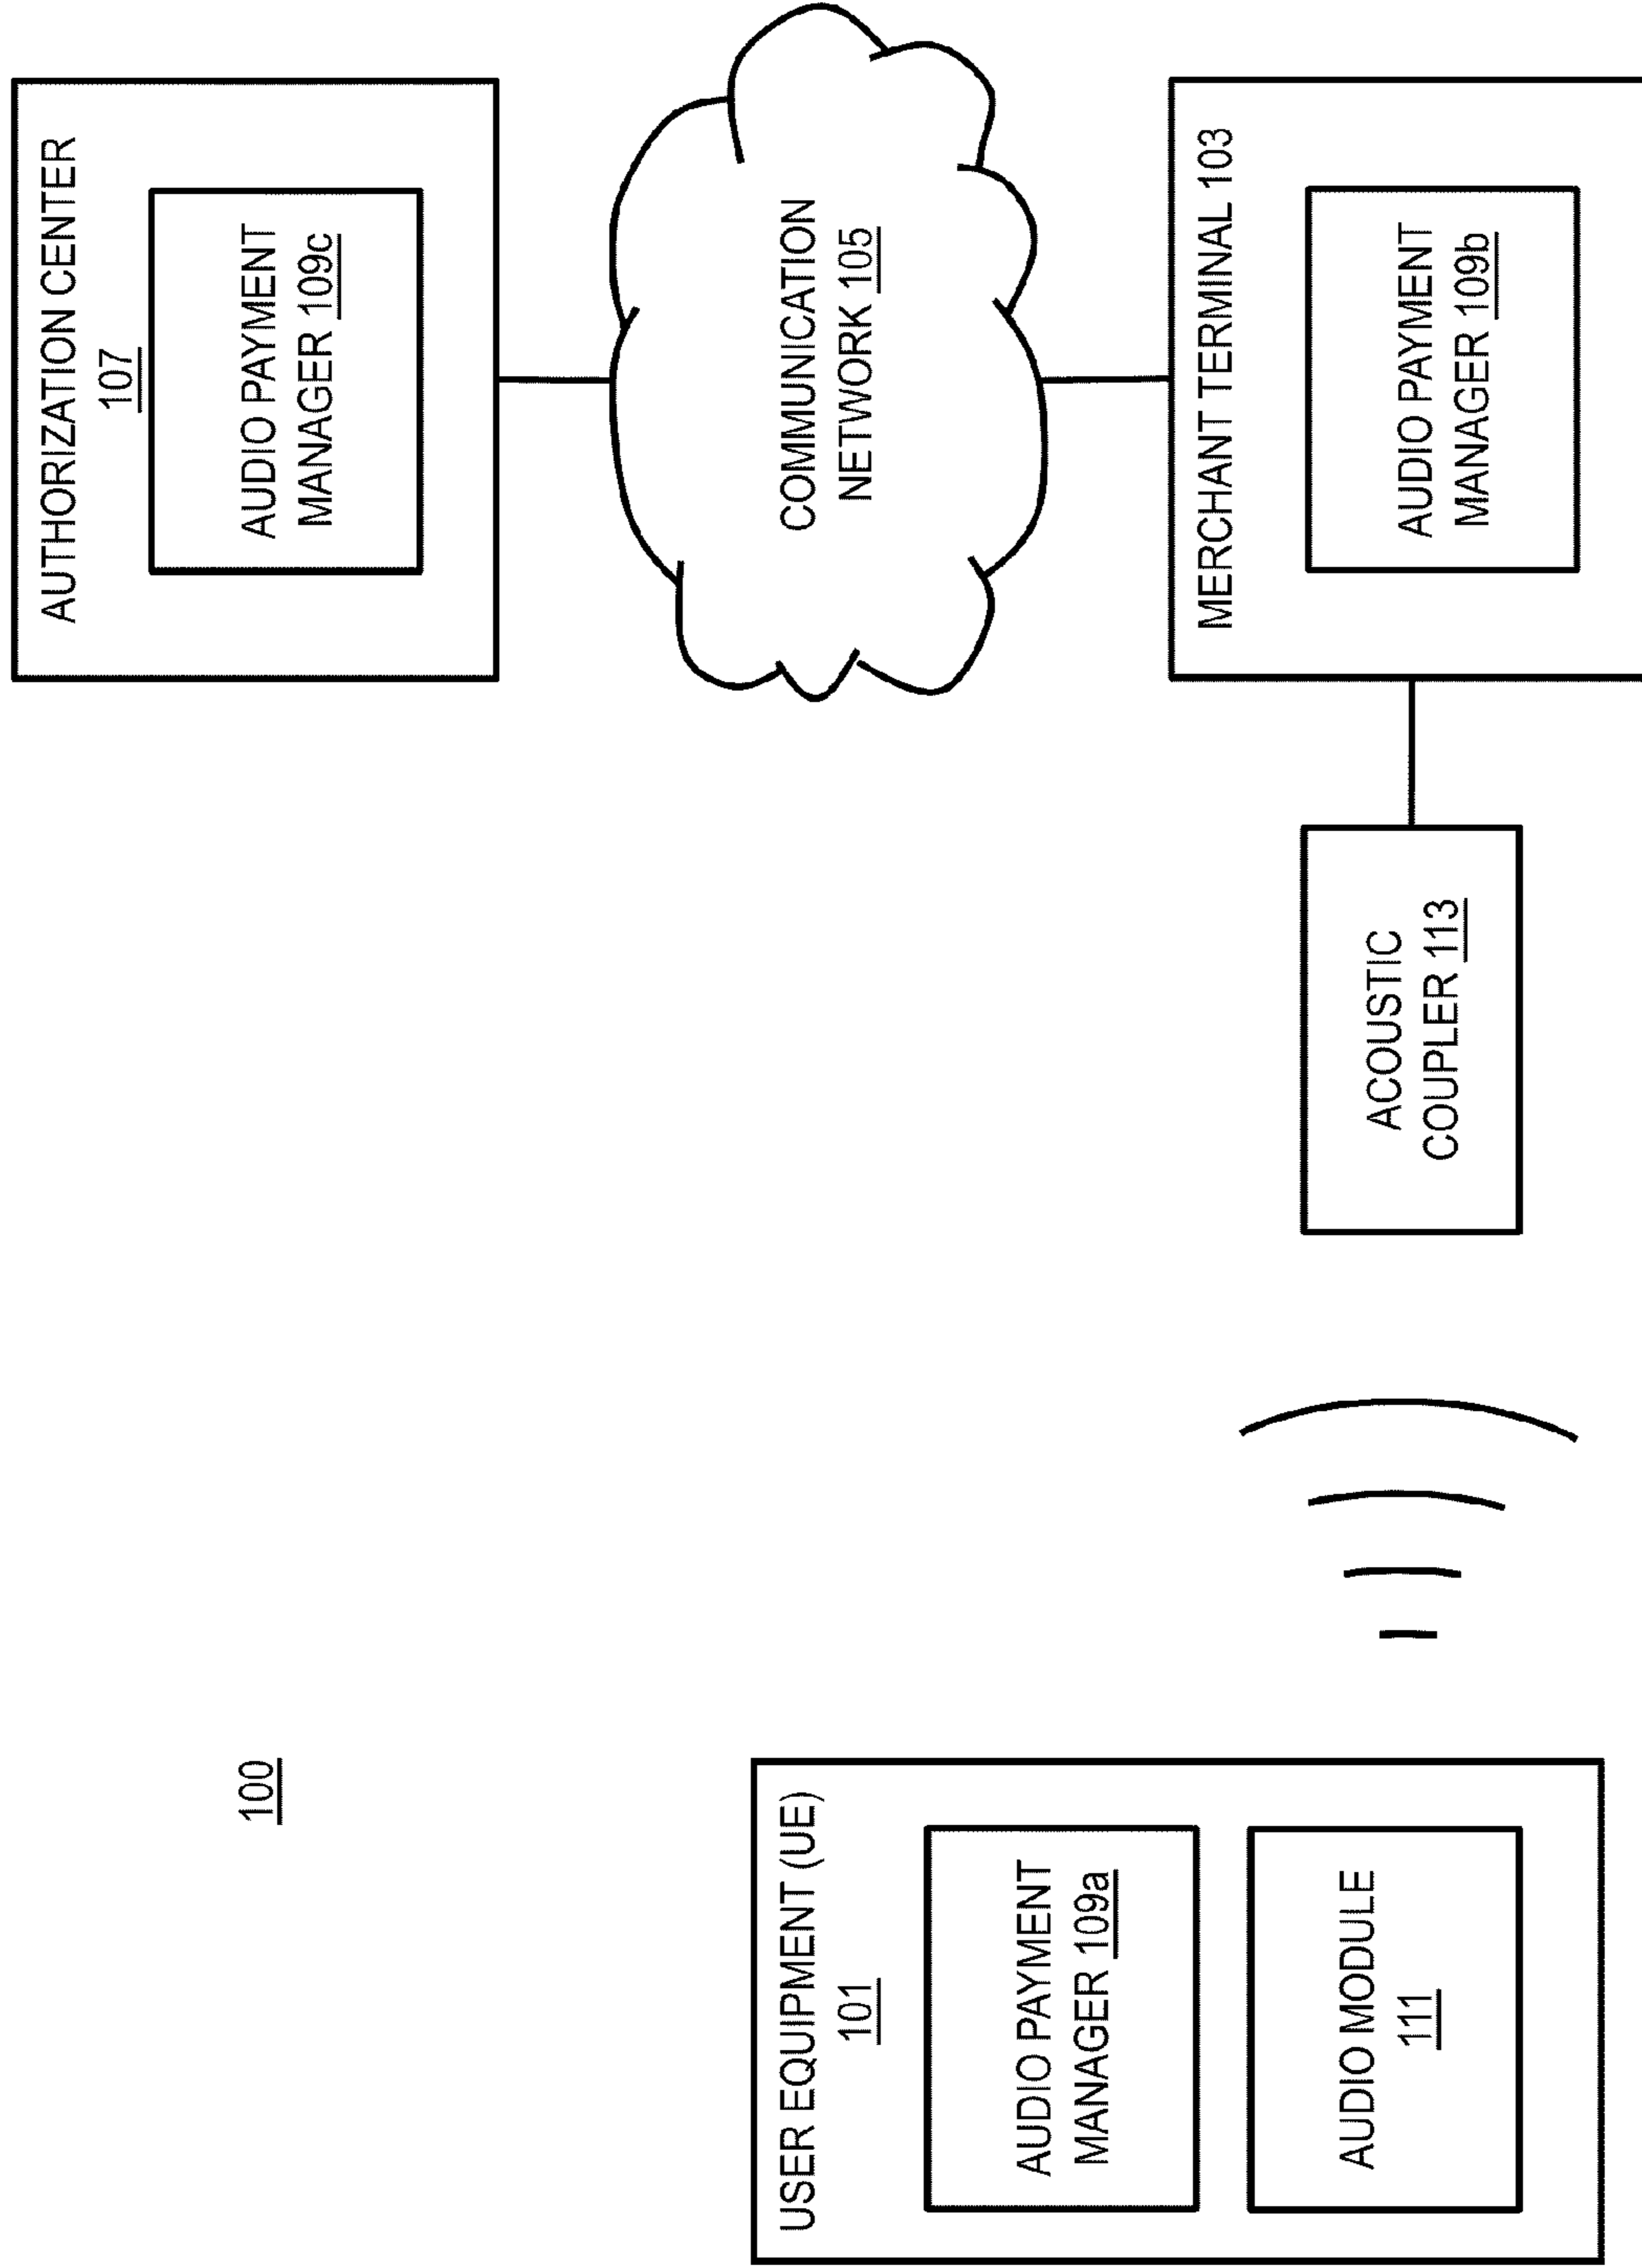 100
USER EQUIPMENT (UE)
101
AUDIO PAYMENT
MANAGER 109a
AUDIO MODULE
111
ACOUSTIC
COUPLER 113
AUTHORIZATION CENTER
107
AUDIO PAYMENT
MANAGER 109c
COMMUNICATION
NETWORK 105
MERCHANT TERMINAL 103
AUDIO PAYMENT
MANAGER 109b